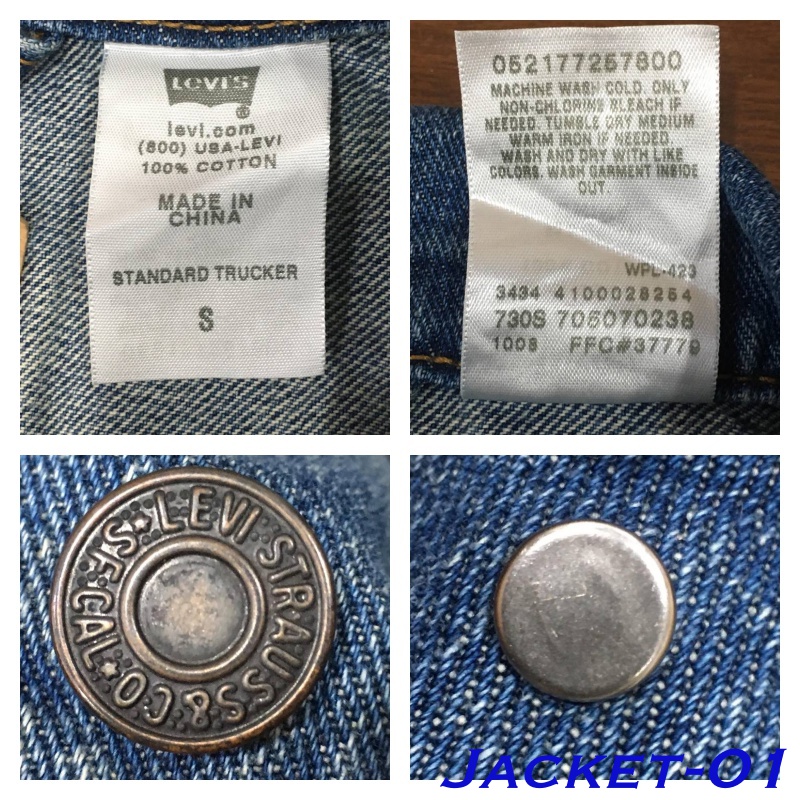 LEVI'S
®
levi.com
(800) USA-LEVI
100% COTTON
MADE IN
CHINA
STANDARD TRUCKER
S
052177257800
MACHINE WASH COLD. ONLY
NON-CHLORINE BLEACH IF
NEEDED. TUMBLE DRY MEDIUM
WARM IRON IF NEEDED.
WASH AND DRY WITH LIKE
COLORS. WASH GARMENT INSIDE
OUT.
WPL-423
3434 4100028254
730S 705070238
1008 FFC#37779
LEVI STRAUSS & CO
S.F. CAL
JACKET-01